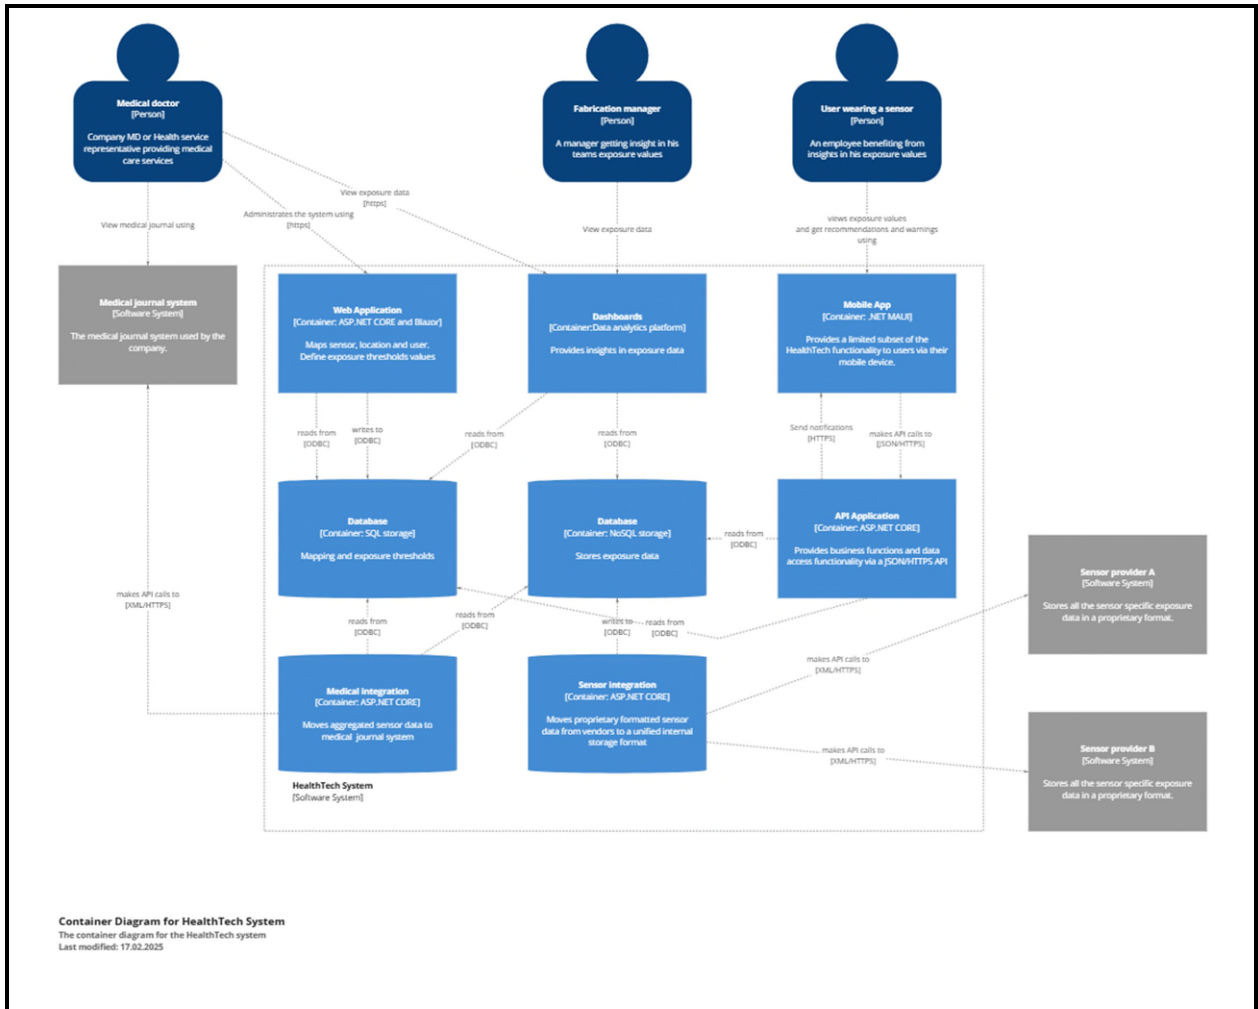 Medical doctor
[Person]
Company MD or Health service
representative providing medical
care services
Fabrication manager
[Person]
A manager getting insight in his
teams exposure values
User wearing a sensor
[Person]
An employee benefiting from
insights in his exposure values
View medical journal using
Administrates the system using
[https]
View exposure data
[https]
View exposure data
views exposure values
and get recommendations and warnings
using
Medical journal system
[Software System]
The medical journal system used by the
company.
Web Application
[Container: ASP.NET CORE and Blazor]
Maps sensor, location and user.
Define exposure thresholds values
Dashboards
[Container:Data analytics platform]
Provides insights in exposure data
Mobile App
[Container: .NET MAUI]
Provides a limited subset of the
HealthTech functionality to users via their
mobile device.
reads from
[ODBC]
writes to
[ODBC]
reads from
[ODBC]
reads from
[ODBC]
Send notifications
[HTTPS]
makes API calls to
[JSON/HTTPS]
Database
[Container: SQL storage]
Mapping and exposure thresholds
Database
[Container: NoSQL storage]
Stores exposure data
reads from
[ODBC]
API Application
[Container: ASP.NET CORE]
Provides business functions and data
access functionality via a JSON/HTTPS API
Sensor provider A
[Software System]
Stores all the sensor specific exposure
data in a proprietary format.
makes API calls to
[XML/HTTPS]
reads from
[ODBC]
reads from
[ODBC]
writes to
[ODBC]
reads from
[ODBC]
makes API calls to
[XML/HTTPS]
Medical integration
[Container: ASP.NET CORE]
Moves aggregated sensor data to
medical journal system
Sensor integration
[Container: ASP.NET CORE]
Moves proprietary formatted sensor
data from vendors to a unified internal
storage format
makes API calls to
[XML/HTTPS]
Sensor provider B
[Software System]
Stores all the sensor specific exposure
data in a proprietary format.
HealthTech System
[Software System]
Container Diagram for HealthTech System
The container diagram for the HealthTech system
Last modified: 17.02.2025